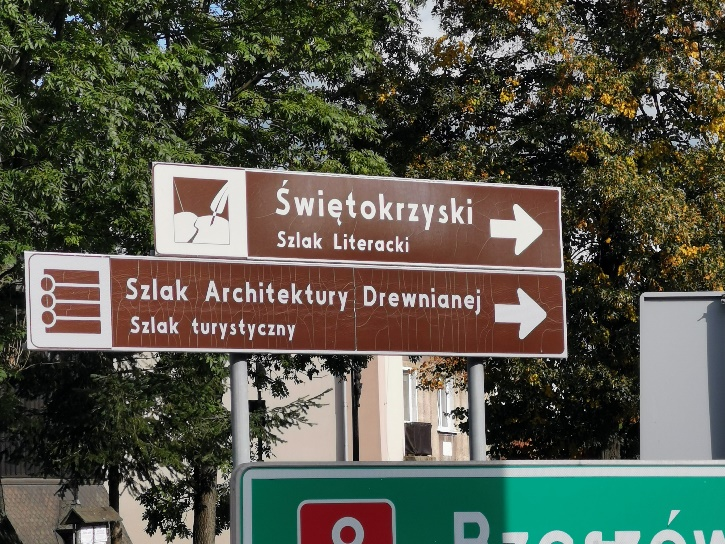 Świętokrzyski
Szlak Literacki
Szlak Architektury Drewnianej
Szlak turystyczny